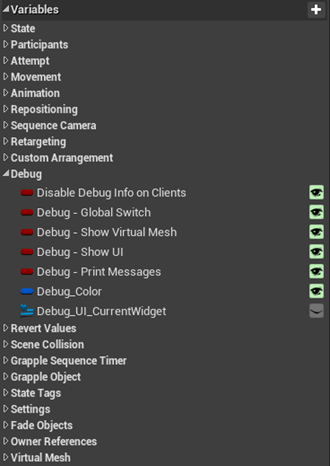 Variables
State
Participants
Attempt
Movement
Animation
Repositioning
Sequence Camera
Retargeting
Custom Arrangement
Debug
Disable Debug Info on Clients
Debug - Global Switch
Debug - Show Virtual Mesh
Debug - Show UI
Debug - Print Messages
Debug_Color
Debug_UI_CurrentWidget
Revert Values
Scene Collision
Grapple Sequence Timer
Grapple Object
State Tags
Settings
Fade Objects
Owner References
Virtual Mesh